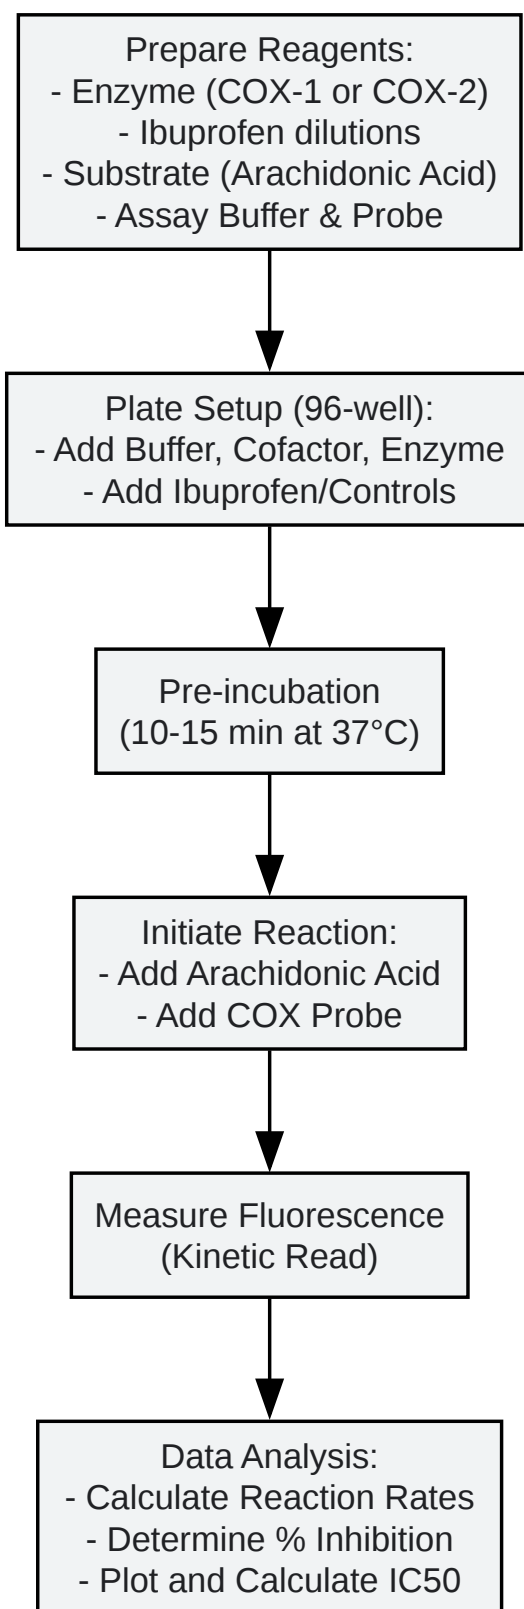 Prepare Reagents:
- Enzyme (COX-1 or COX-2)
- Ibuprofen dilutions
- Substrate (Arachidonic Acid)
- Assay Buffer & Probe
Plate Setup (96-well):
- Add Buffer, Cofactor, Enzyme
- Add Ibuprofen/Controls
Pre-incubation
(10-15 min at 37°C)
Initiate Reaction:
- Add Arachidonic Acid
- Add COX Probe
Measure Fluorescence
(Kinetic Read)
Data Analysis:
- Calculate Reaction Rates
- Determine % Inhibition
- Plot and Calculate IC50